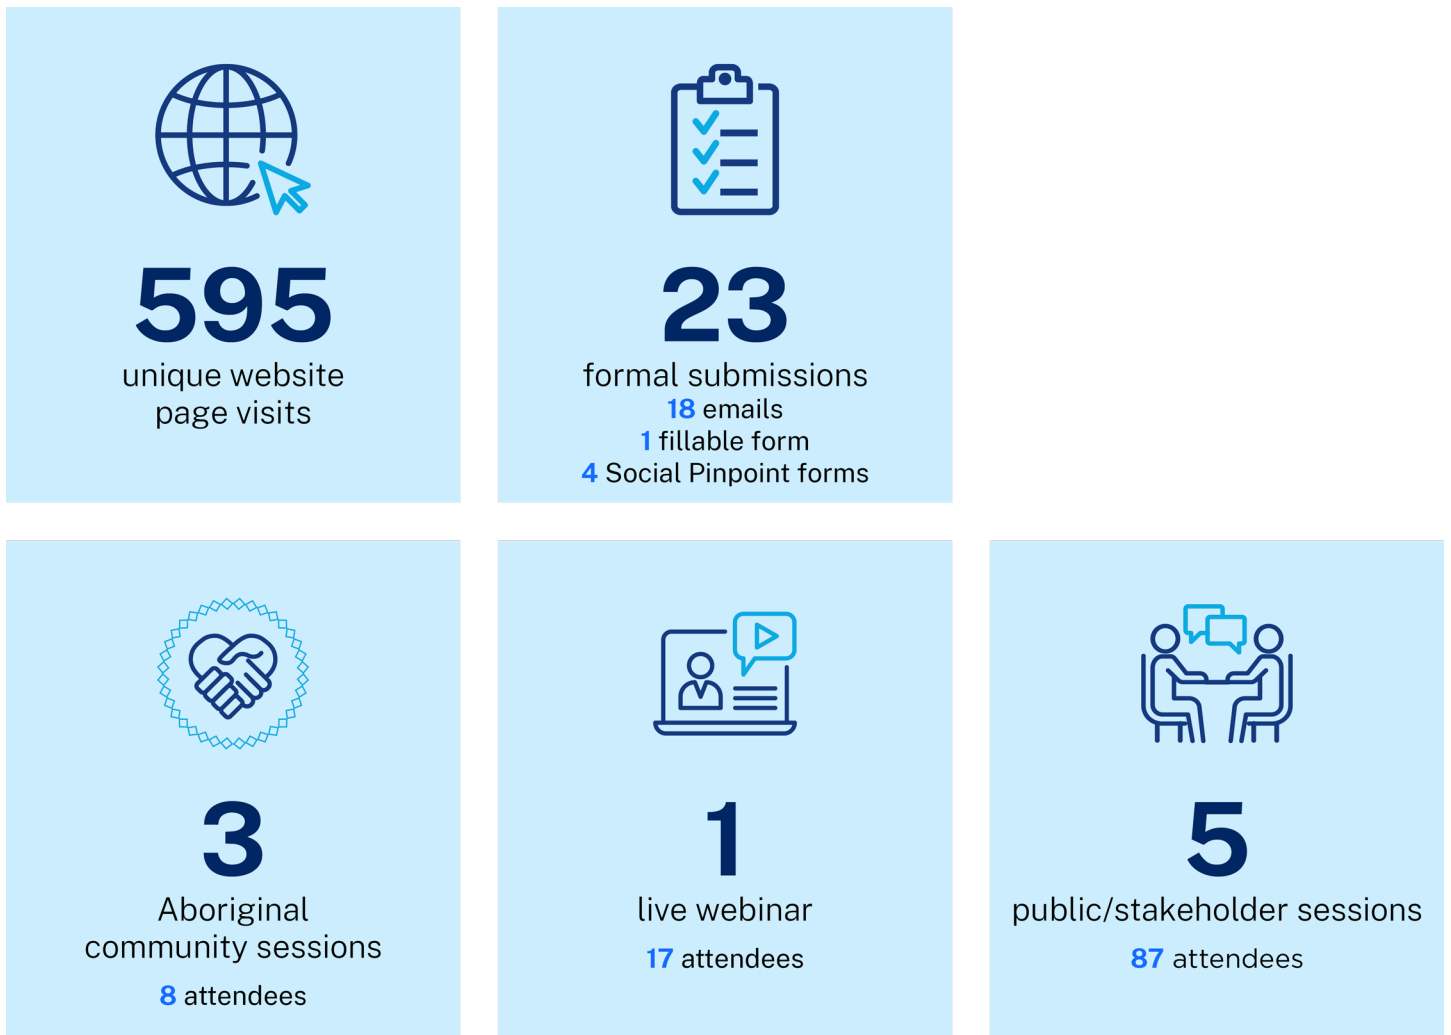 595
unique website
page visits
23
formal submissions
18 emails
1 fillable form
4 Social Pinpoint forms
3
Aboriginal
community sessions
8 attendees
1
live webinar
17 attendees
5
public/stakeholder sessions
87 attendees